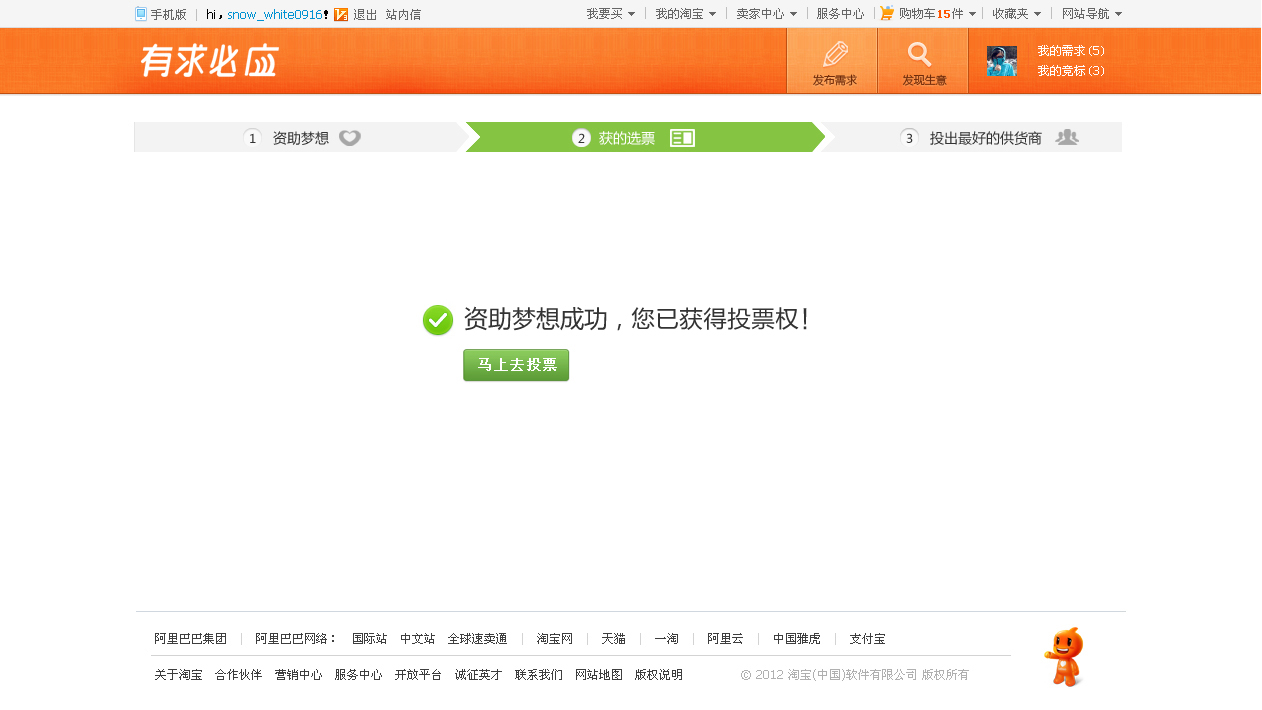 手机版 hi，snow_white0916! 退出 站内信 我要买 我的淘宝 卖家中心 服务中心 购物车15件 收藏夹 网站导航
有求必应
发布需求 发现生意
我的需求(5)
我的竞标(3)
1 资助梦想 2 获的选票 3 投出最好的供货商
资助梦想成功，您已获得投票权！
马上去投票
阿里巴巴集团 阿里巴巴网络： 国际站 中文站 全球速卖通 淘宝网 天猫 一淘 阿里云 中国雅虎 支付宝
关于淘宝 合作伙伴 营销中心 服务中心 开放平台 诚征英才 联系我们 网站地图 版权说明 © 2012 淘宝(中国)软件有限公司 版权所有